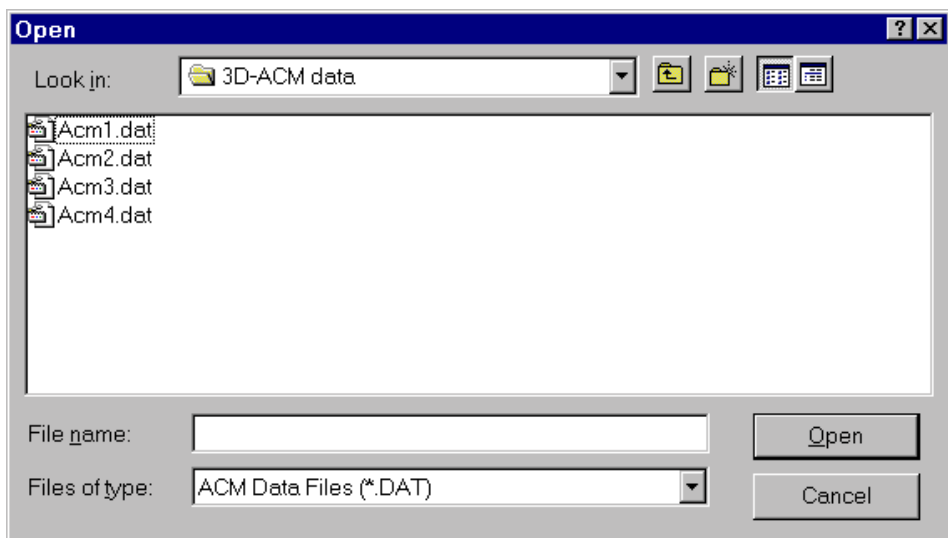 Open
Look in: 3D-ACM data
Acm1.dat
Acm2.dat
Acm3.dat
Acm4.dat
File name: Open
Files of type: ACM Data Files (*.DAT) Cancel